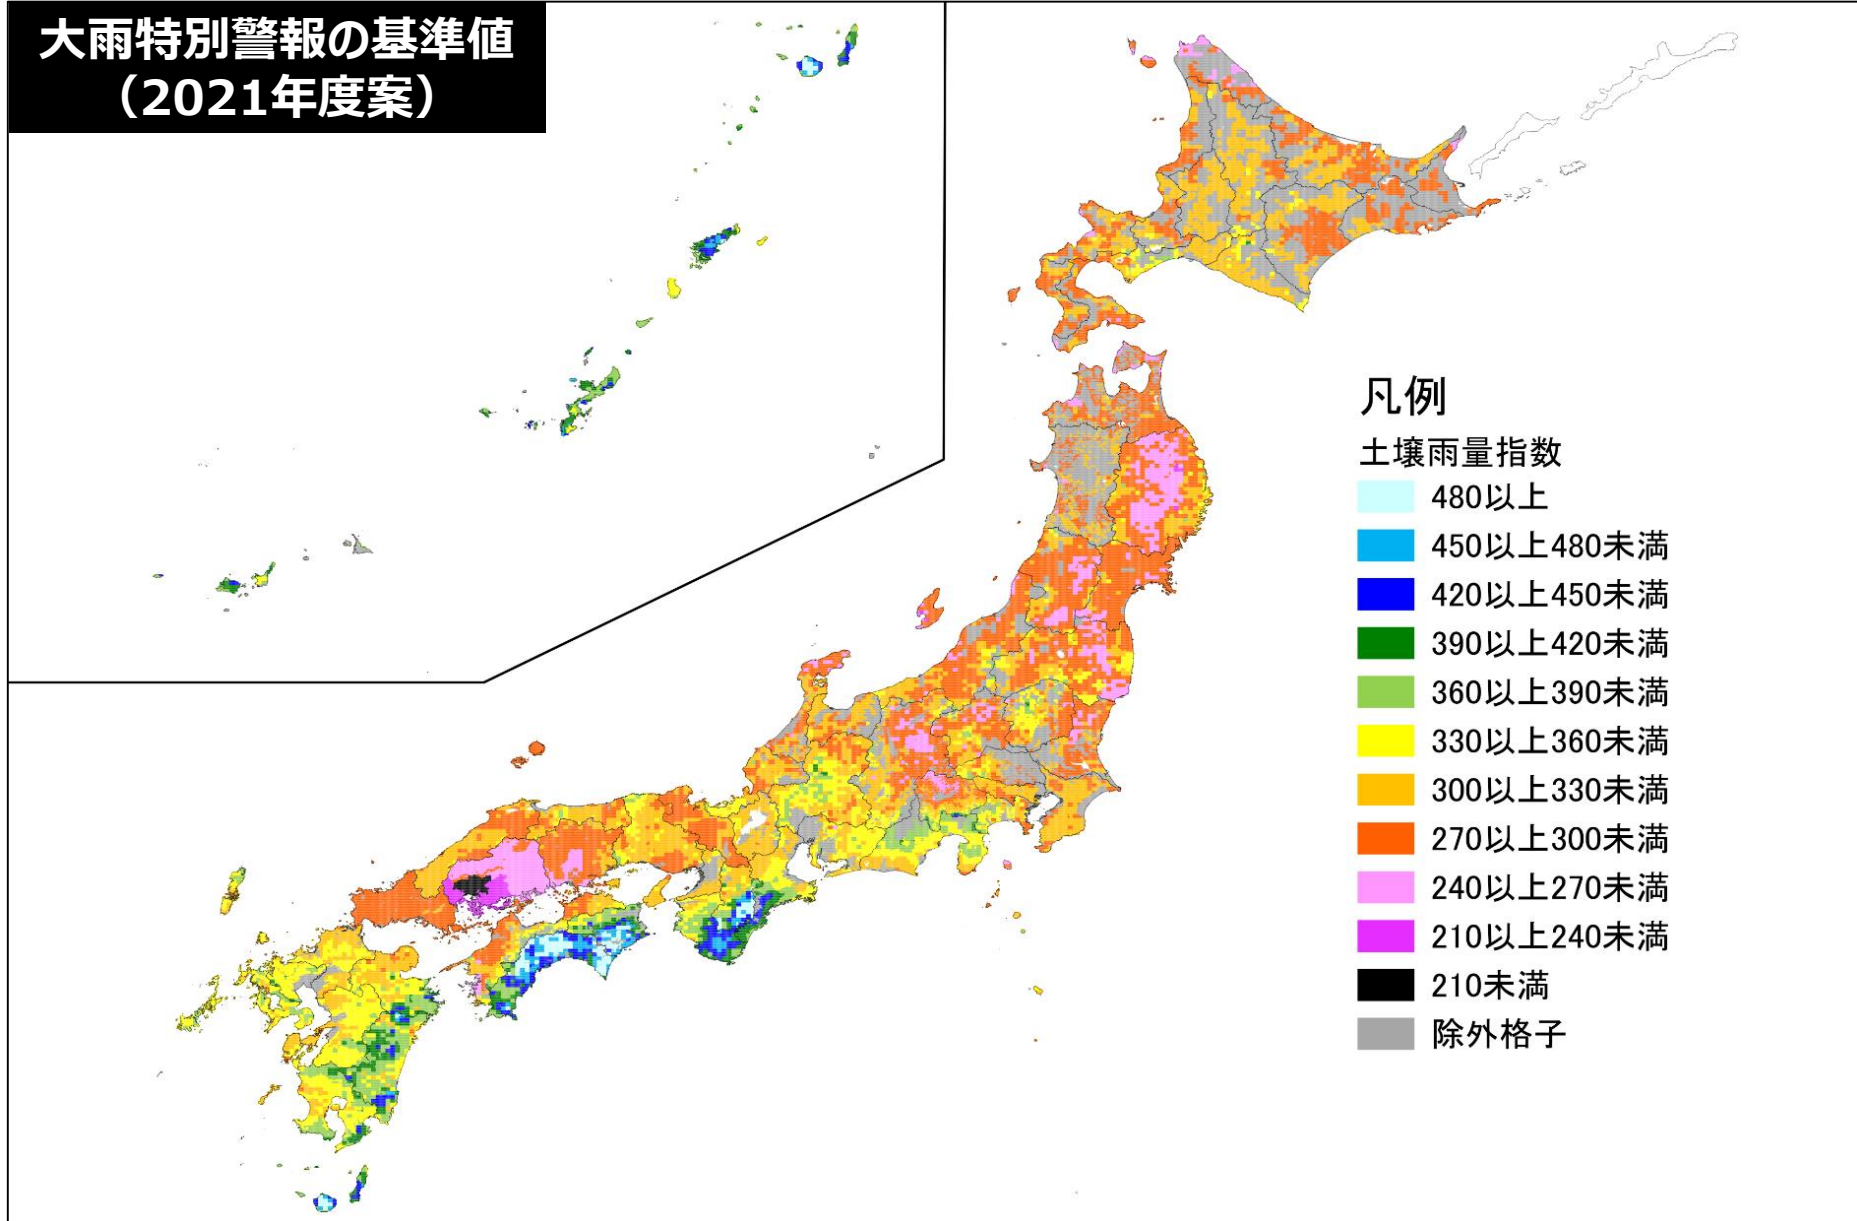 大雨特別警報の基準値
（2021年度案）
凡例
土壌雨量指数
480以上
450以上480未満
420以上450未満
390以上420未満
360以上390未満
330以上360未満
300以上330未満
270以上300未満
240以上270未満
210以上240未満
210未満
除外格子